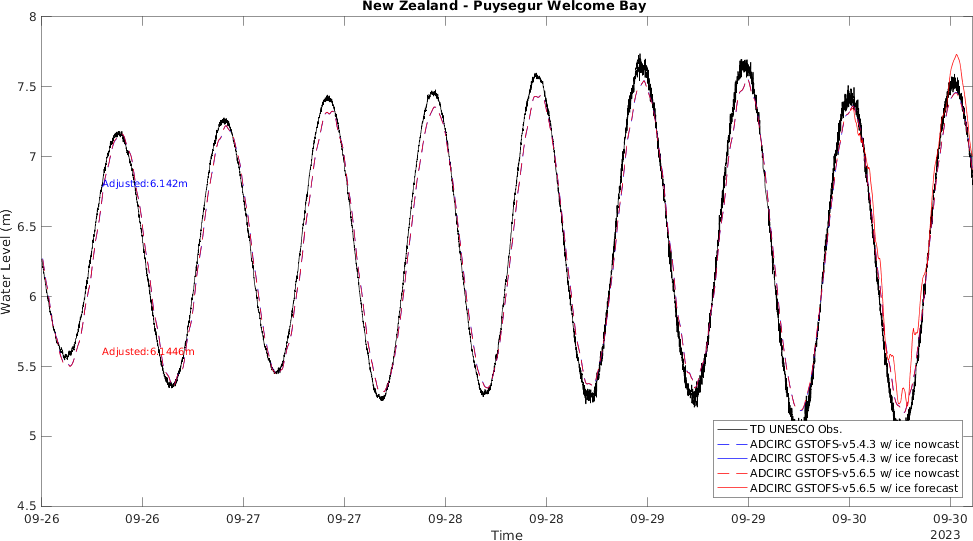 New Zealand - Puysegur Welcome Bay
8
7.5
7
6.5
6
5.5
5
4.5
Water Level (m)
Adjusted:6.142m
Adjusted:6.1446m
TD UNESCO Obs.
ADCIRC GSTOFS-v5.4.3 w/ ice nowcast
ADCIRC GSTOFS-v5.4.3 w/ ice forecast
ADCIRC GSTOFS-v5.6.5 w/ ice nowcast
ADCIRC GSTOFS-v5.6.5 w/ ice forecast
09-26 09-26 09-27 09-27 09-28 09-28 09-29 09-29 09-30 09-30
2023
Time